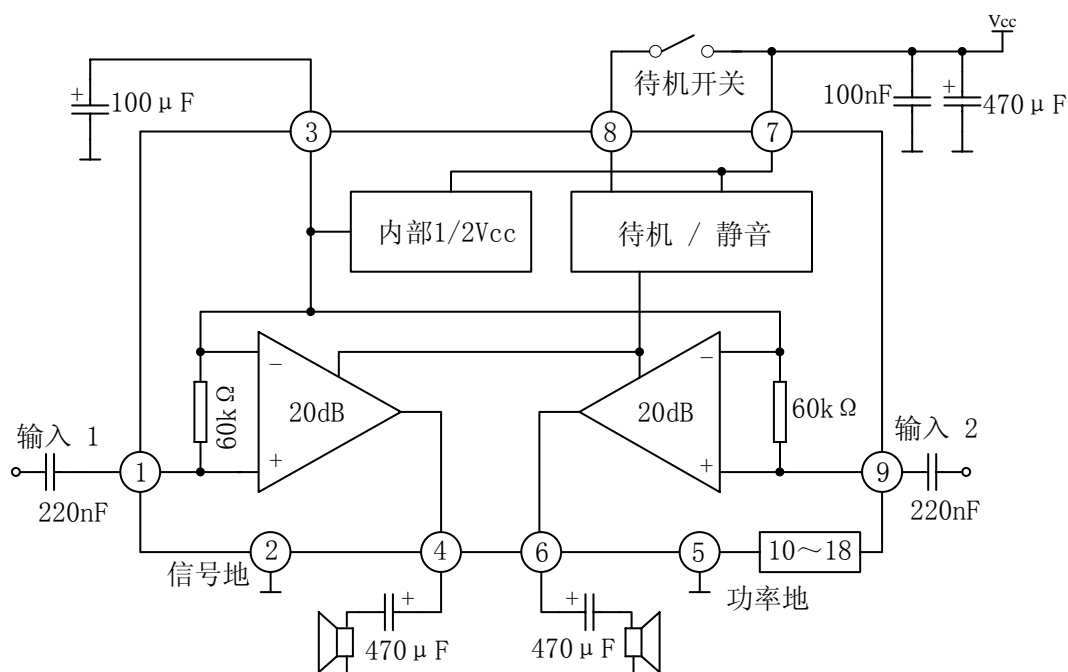 Vcc
+
100μF
待机开关
100nF
+
470μF
3
8
7
内部1/2Vcc
待机 / 静音
−
20dB
+
60kΩ
−
20dB
+
60kΩ
输入 1
1
220nF
输入 2
9
220nF
2
4
6
5
10～18
信号地
功率地
+
470μF
+
470μF